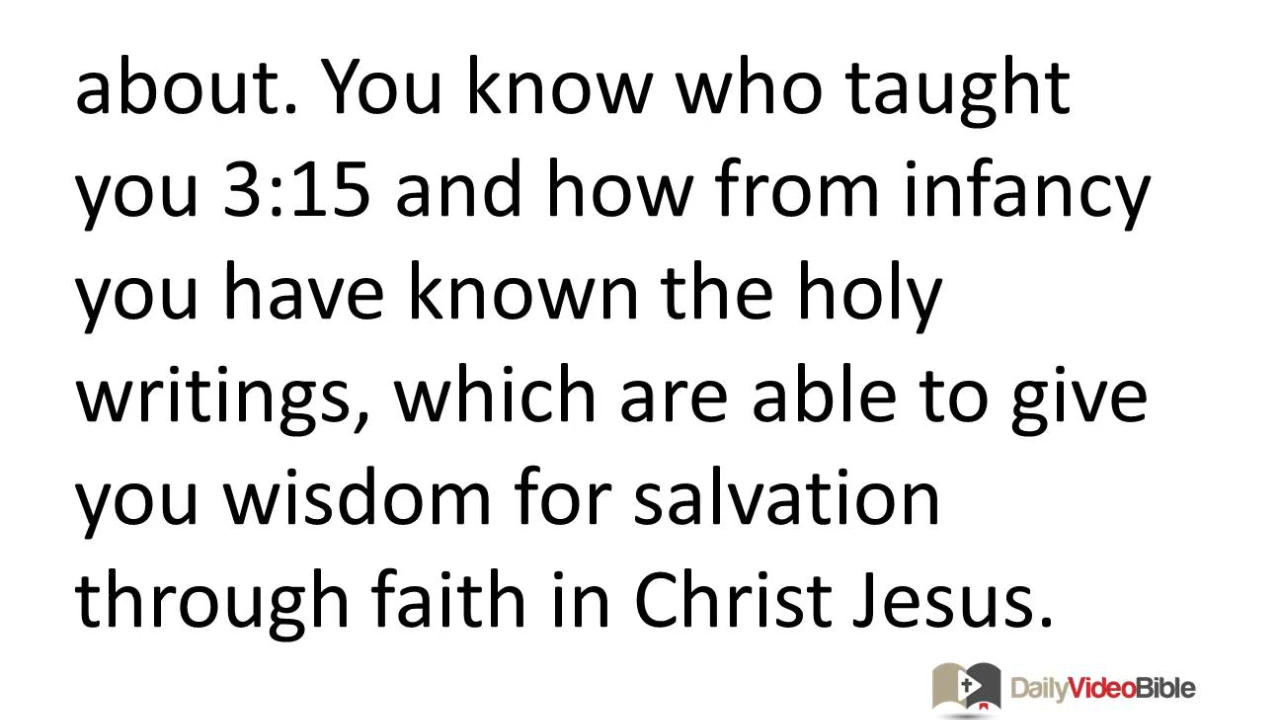 about. You know who taught
you 3:15 and how from infancy
you have known the holy
writings, which are able to give
you wisdom for salvation
through faith in Christ Jesus.
DailyVideoBible